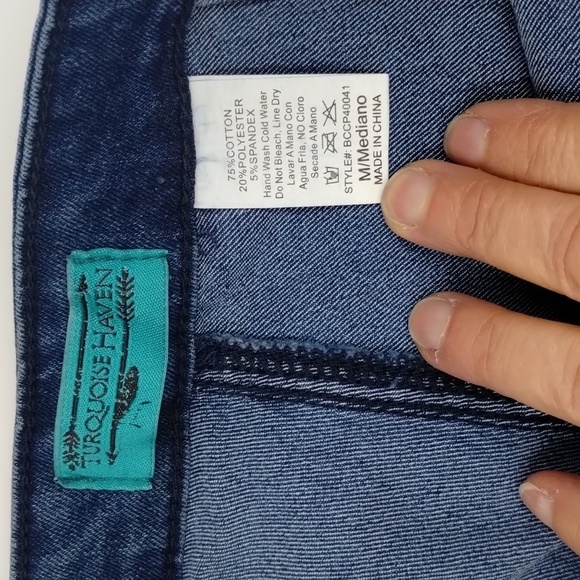 75%COTTON
20%POLYESTER
5%SPANDEX
Hand Wash Cold Water
Do Not Bleach, Line Dry
Lavar A Mano Con
Agua Fria, NO Cloro
Secade A Mano
STYLE#: BCCP40041
M/Mediano
MADE IN CHINA
TURQUOISE HAVEN